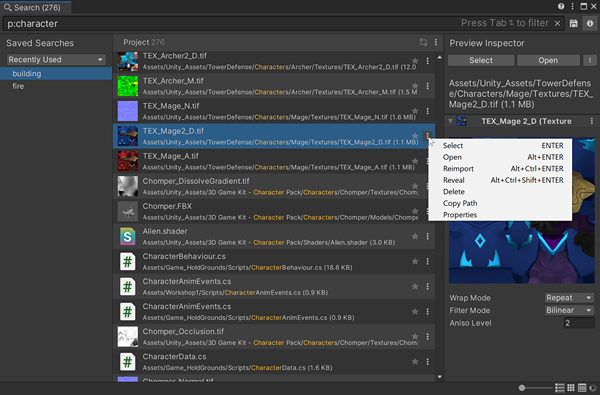 Search (276)
p:character
Press Tab ↹ to filter
Saved Searches
Recently Used
building
fire
Project 276
TEX_Archer2_D.tif
Assets/Unity_Assets/TowerDefense/Characters/Archer/Textures/TEX_Archer2_D.tif (12.0
TEX_Archer_M.tif
Assets/Unity_Assets/TowerDefense/Characters/Archer/Textures/TEX_Archer_M.tif (1.5 M
TEX_Mage_N.tif
Assets/Unity_Assets/TowerDefense/Characters/Mage/Textures/TEX_Mage_N.tif (1.6 MB)
TEX_Mage2_D.tif
Assets/Unity_Assets/TowerDefense/Characters/Mage/Textures/TEX_Mage2_D.tif (1.1 MB)
TEX_Mage_A.tif
Assets/Unity_Assets/TowerDefense/Characters/Mage/Textures/TEX_Mage_A.tif (1.1 MB)
Chomper_DissolveGradient.tif
Assets/Unity_Assets/3D Game Kit - Character Pack/Characters/Chomper/Textures/Chom
Chomper.FBX
Assets/Unity_Assets/3D Game Kit - Character Pack/Characters/Chomper/Models/Chompe
Alien.shader
Assets/Unity_Assets/3D Game Kit - Character Pack/Shaders/Alien.shader (3.0 KB)
CharacterBehaviour.cs
Assets/Game_HoldGrounds/Scripts/CharacterBehaviour.cs (18.6 KB)
CharacterAnimEvents.cs
Assets/Workshop1/Scripts/CharacterAnimEvents.cs (0.9 KB)
CharacterAnimEvents.cs
Assets/Game_HoldGrounds/Scripts/CharacterAnimEvents.cs (0.9 KB)
Chomper_Occlusion.tif
Assets/Unity_Assets/3D Game Kit - Character Pack/Characters/Chomper/Textures/Chom
CharacterData.cs
Assets/Game_HoldGrounds/Scripts/CharacterData.cs (1.6 KB)
Chomper_Normal.tif
Preview Inspector
Select
Open
Assets/Unity_Assets/TowerDefens
e/Characters/Mage/Textures/TEX_
Mage2_D.tif (1.1 MB)
TEX_Mage 2_D (Texture
Select ENTER
Open Alt+ENTER
Reimport Alt+Ctrl+ENTER
Reveal Alt+Ctrl+Shift+ENTER
Delete
Copy Path
Properties
Wrap Mode Repeat
Filter Mode Bilinear
Aniso Level 2